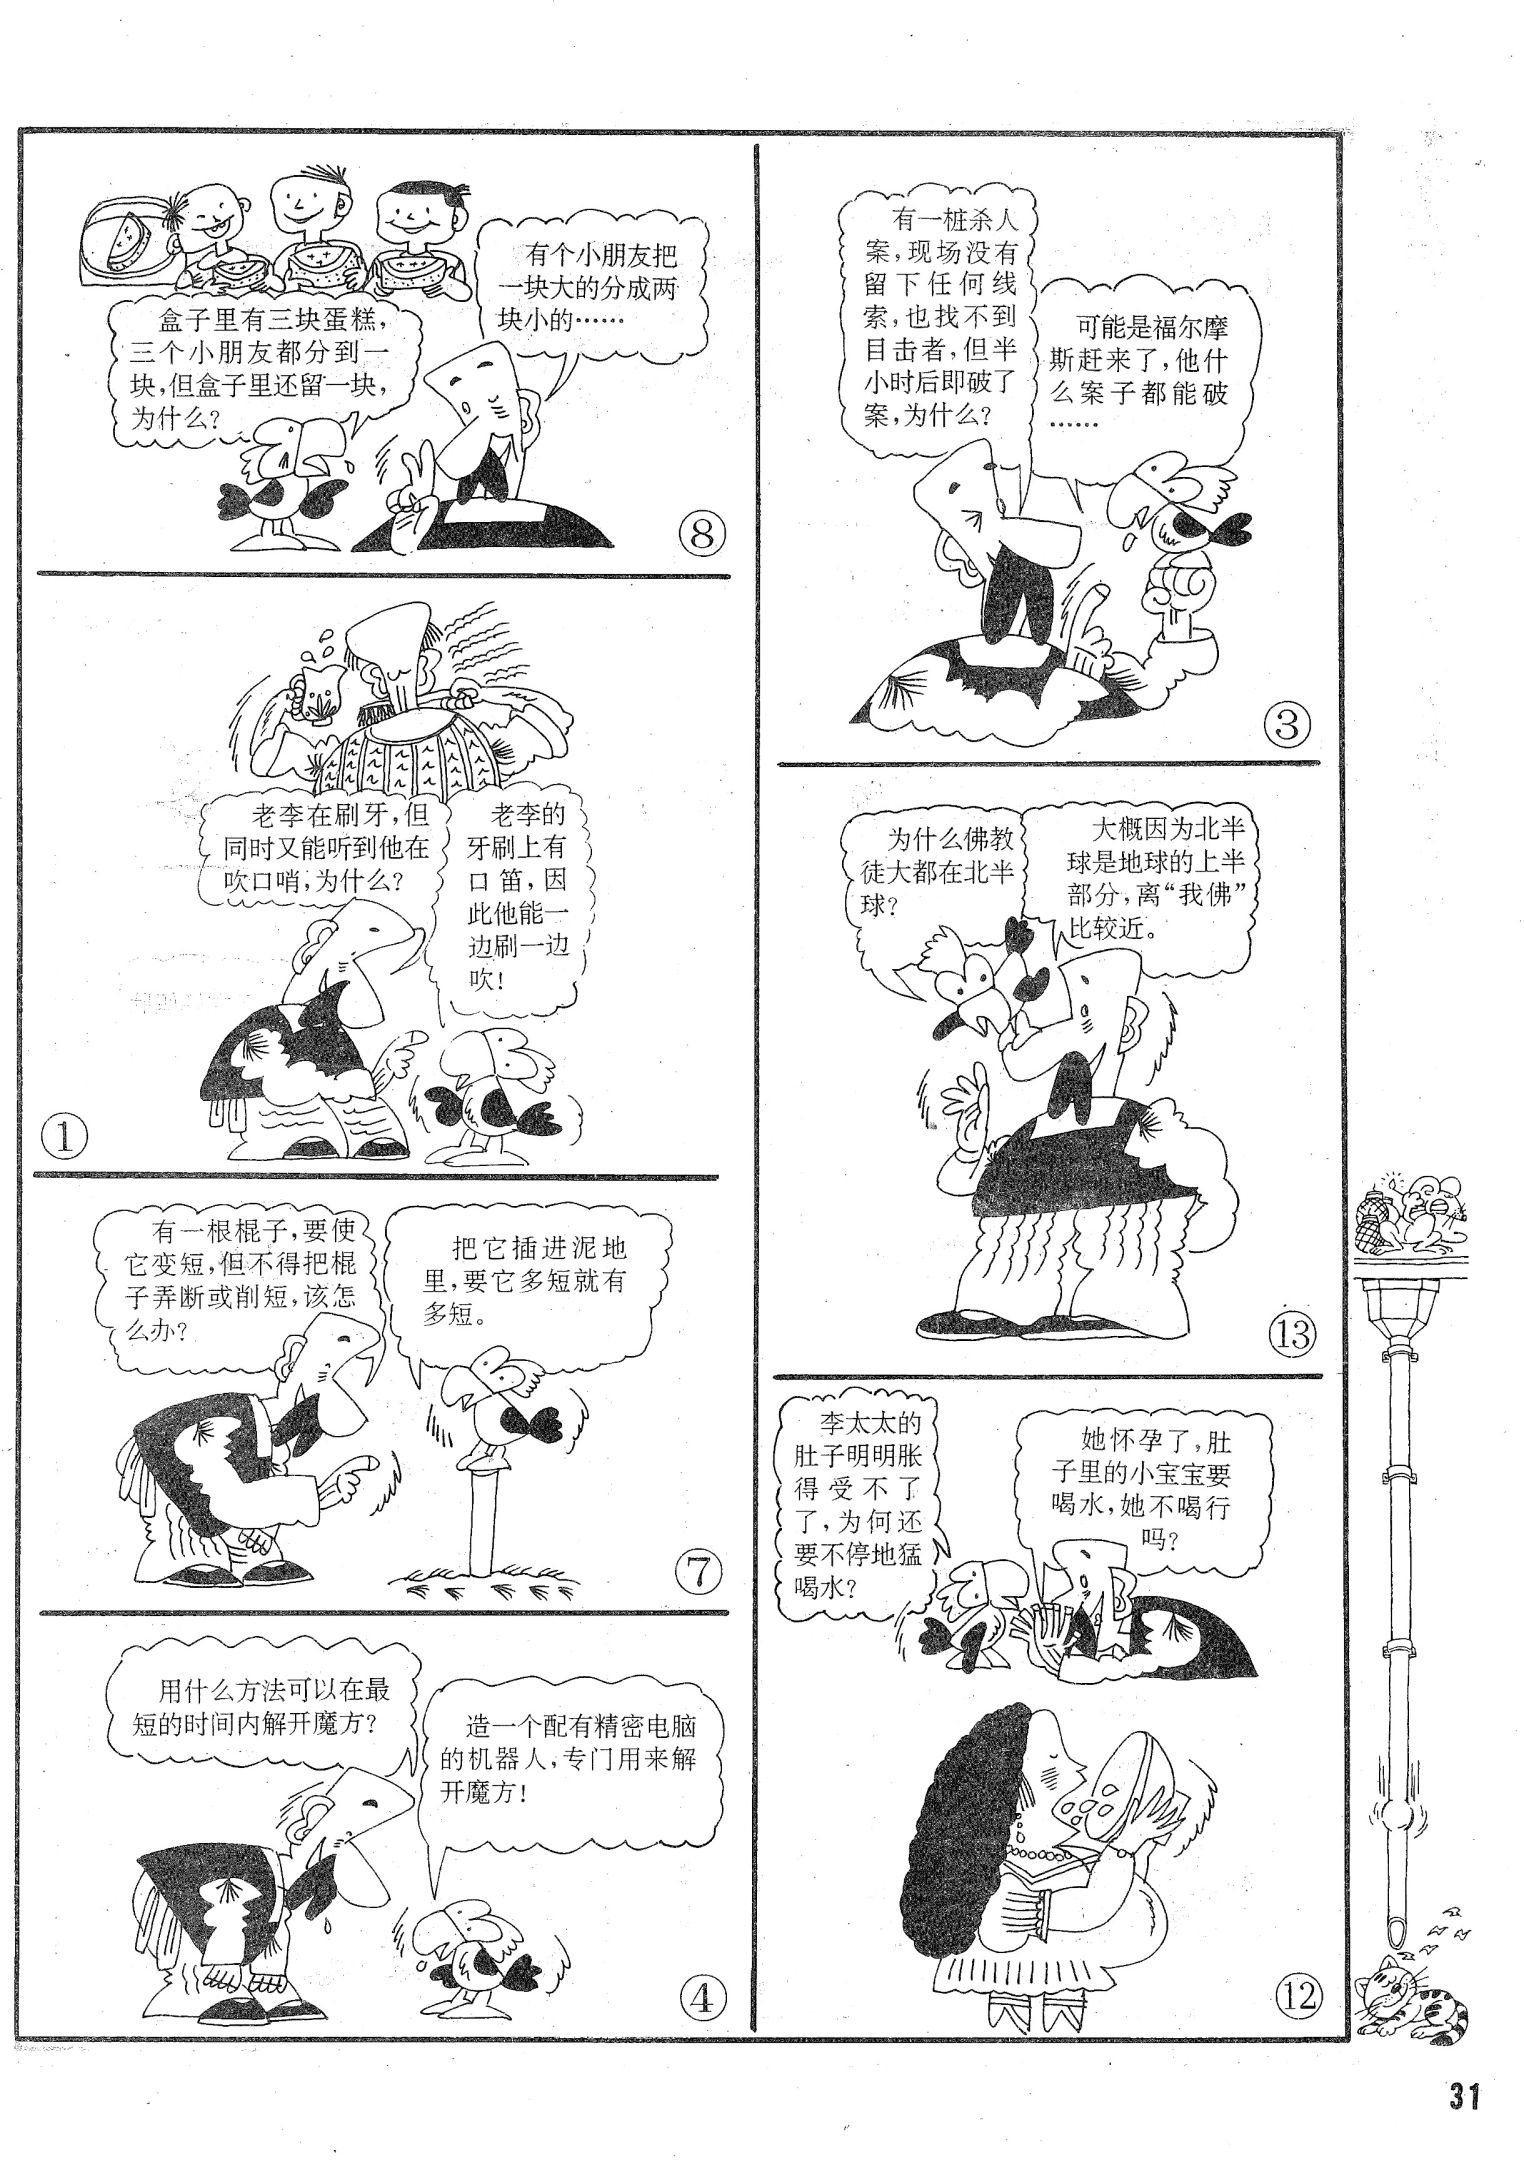 盒子里有三块蛋糕，
三个小朋友都分到一
块，但盒子里还留一块，
为什么？
有个小朋友把
一块大的分成两
块小的……
⑧
老李在刷牙，但
同时又能听到他在
吹口哨，为什么？
老李的
牙刷上有
口笛，因
此他能一
边刷一边
吹！
①
有一根棍子，要使
它变短，但不得把棍
子弄断或削短，该怎
么办？
把它插进泥地
里，要它多短就有
多短。
⑦
用什么方法可以在最
短的时间内解开魔方？
造一个配有精密电脑
的机器人，专门用来解
开魔方！
④
有一桩杀人
案，现场没有
留下任何线
索，也找不到
目击者，但半
小时后即破了
案，为什么？
可能是福尔摩
斯赶来了，他什
么案子都能破
……
③
为什么佛教
徒大都在北半
球？
大概因为北半
球是地球的上半
部分，离“我佛”
比较近。
⑬
李太太的
肚子明明胀
得受不了
了，为何还
要不停地猛
喝水？
她怀孕了，肚
子里的小宝宝要
喝水，她不喝行
吗？
⑫
31